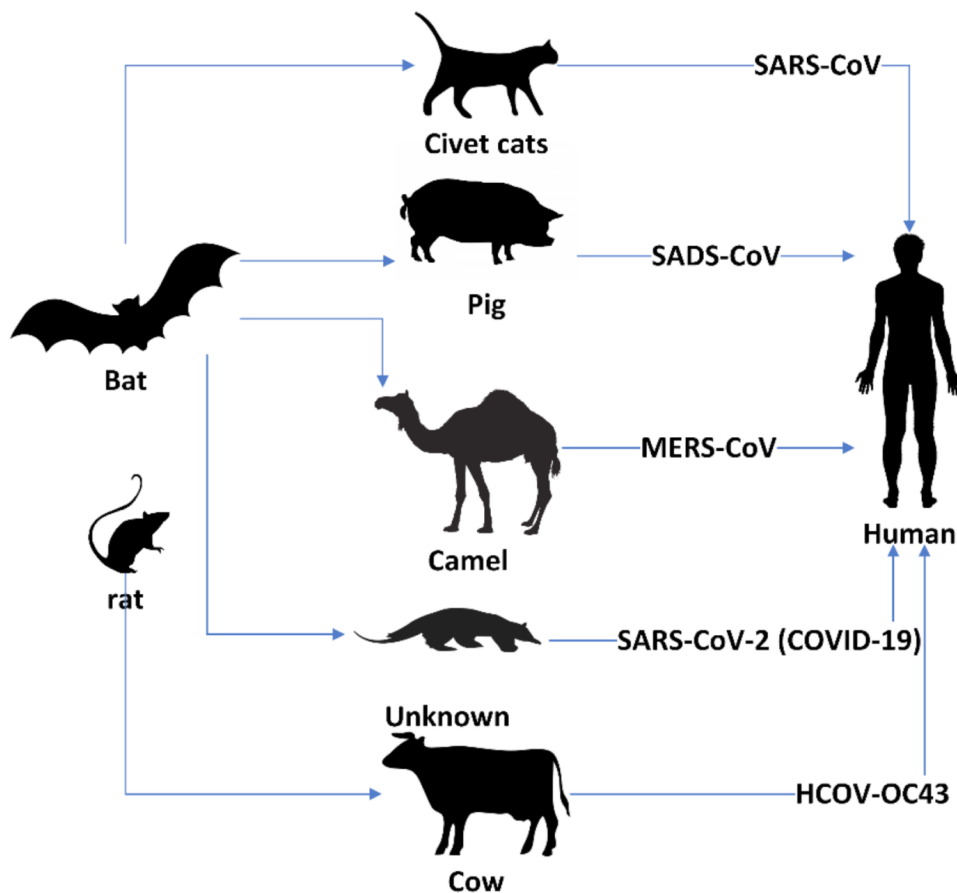 SARS-CoV
Civet cats
SADS-CoV
Pig
Bat
MERS-CoV
Human
Camel
rat
SARS-CoV-2 (COVID-19)
Unknown
HCOV-OC43
Cow